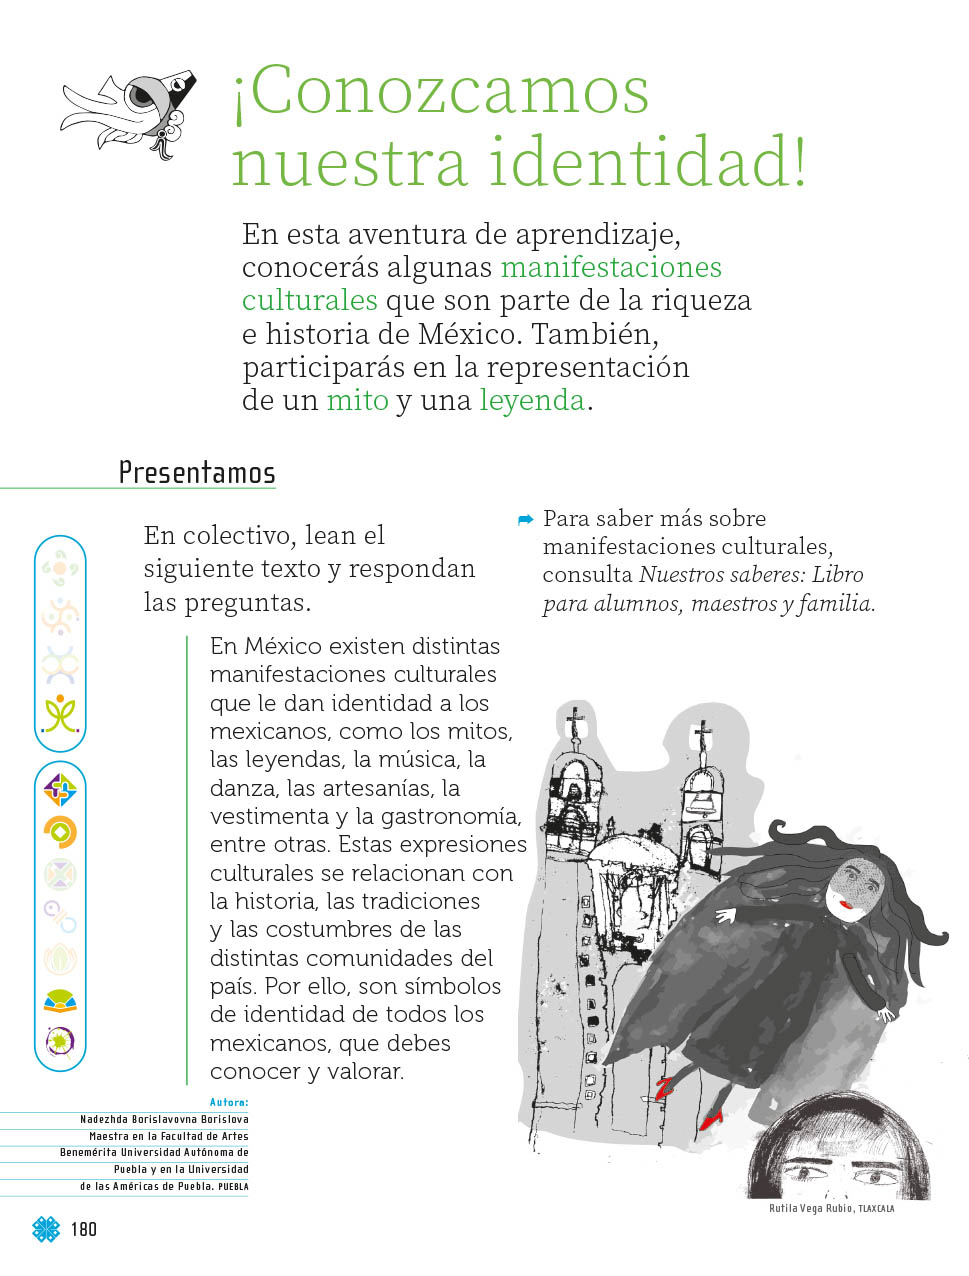 ¡Conozcamos
nuestra identidad!
En esta aventura de aprendizaje,
conocerás algunas manifestaciones
culturales que son parte de la riqueza
e historia de México. También,
participarás en la representación
de un mito y una leyenda.
Presentamos
En colectivo, lean el
siguiente texto y respondan
las preguntas.
Para saber más sobre
manifestaciones culturales,
consulta Nuestros saberes: Libro
para alumnos, maestros y familia.
En México existen distintas
manifestaciones culturales
que le dan identidad a los
mexicanos, como los mitos,
las leyendas, la música, la
danza, las artesanías, la
vestimenta y la gastronomía,
entre otras. Estas expresiones
culturales se relacionan con
la historia, las tradiciones
y las costumbres de las
distintas comunidades del
país. Por ello, son símbolos
de identidad de todos los
mexicanos, que debes
conocer y valorar.
Autora:
Nadezhda Borislavovna Borislova
Maestra en la Facultad de Artes
Benemérita Universidad Autónoma de
Puebla y en la Universidad
de las Américas de Puebla. PUEBLA
Rutila Vega Rubio, TLAXCALA
180